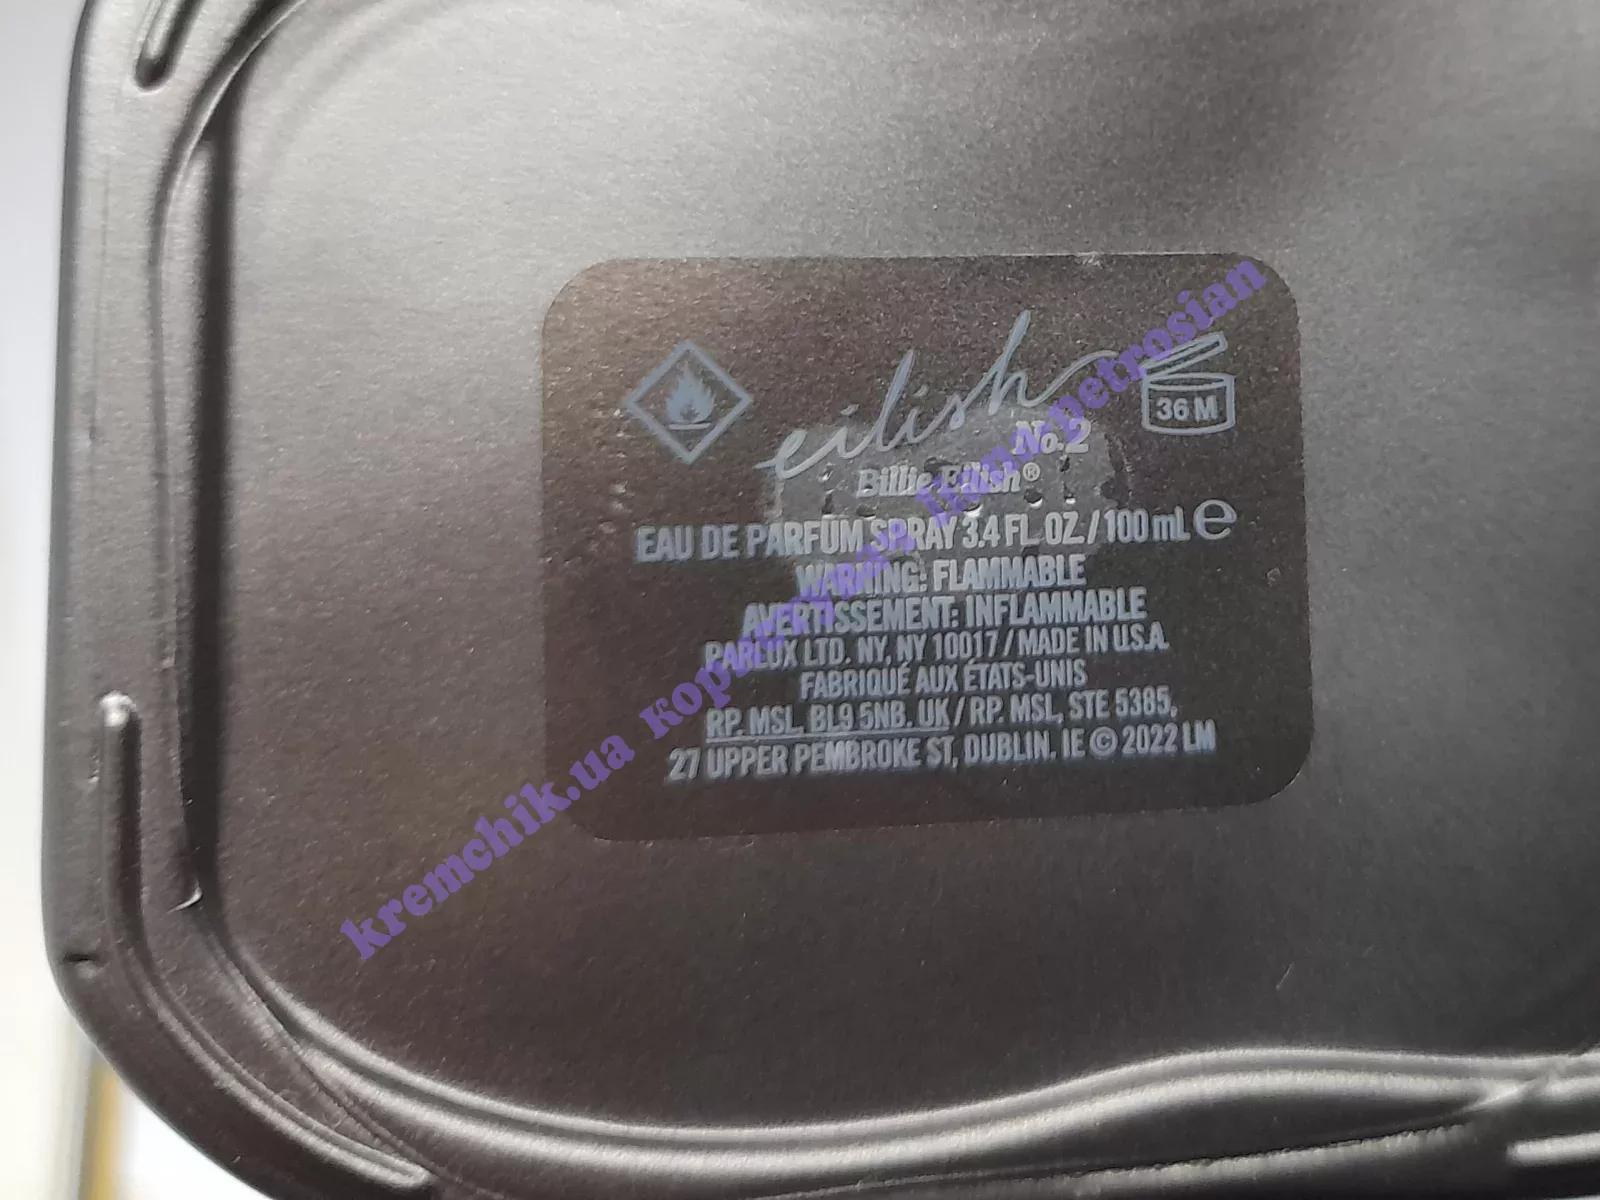 eilish
No.2
Billie Eilish®
36 M
EAU DE PARFUM SPRAY 3.4 FL. OZ. / 100 mL e
WARNING: FLAMMABLE
AVERTISSEMENT: INFLAMMABLE
PARLUX LTD. NY, NY 10017 / MADE IN U.S.A.
FABRIQUÉ AUX ÉTATS-UNIS
RP. MSL, BL9 5NB. UK / RP. MSL, STE 5385,
27 UPPER PEMBROKE ST, DUBLIN. IE © 2022 LM
kremchik.ua petrosian